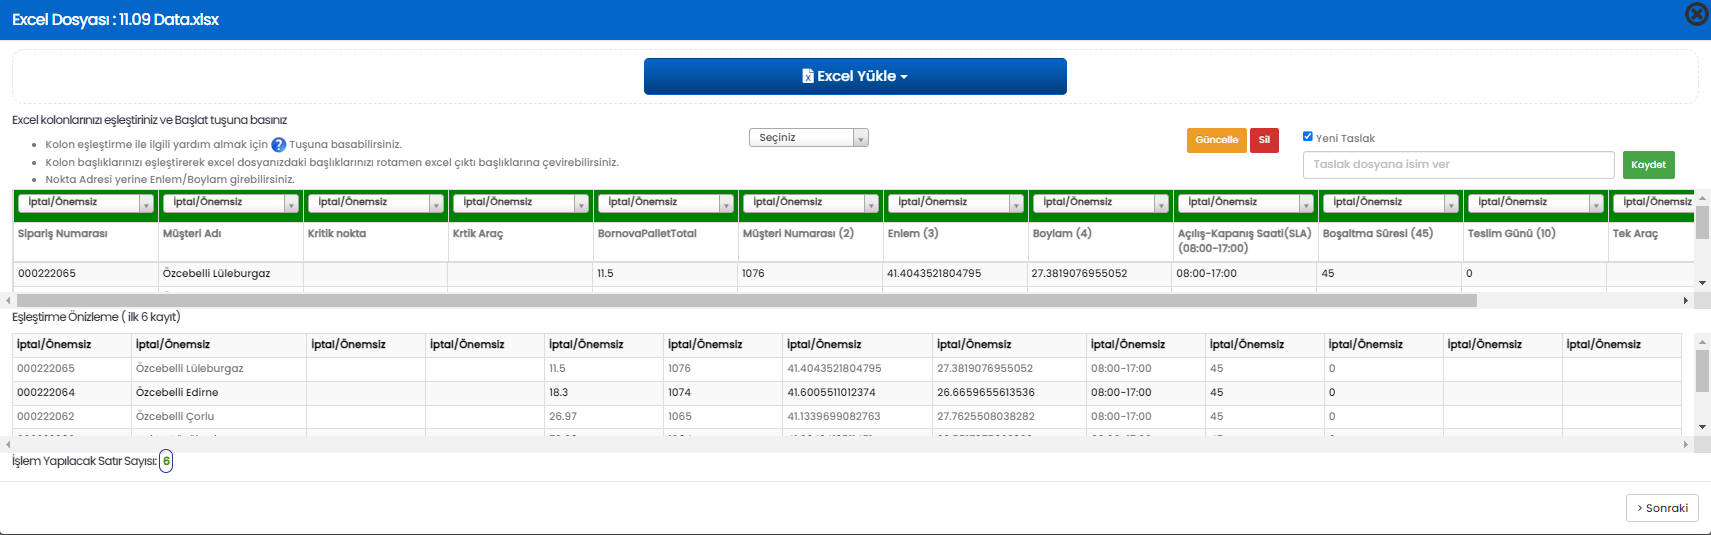 Excel Dosyası : 11.09 Data.xlsx
Excel Yükle
Excel kolonlarınızı eşleştiriniz ve Başlat tuşuna basınız
Kolon eşleştirme ile ilgili yardım almak için ? Tuşuna basabilirsiniz.
Kolon başlıklarınızı eşleştirerek excel dosyanızdaki başlıklarınızı rotamen excel çıktı başlıklarına çevirebilirsiniz.
Nokta Adresi yerine Enlem/Boylam girebilirsiniz.
Seçiniz
Güncelle Sil
Yeni Taslak
Taslak dosyana isim ver
Kaydet
İptal/Önemsiz İptal/Önemsiz İptal/Önemsiz İptal/Önemsiz İptal/Önemsiz İptal/Önemsiz İptal/Önemsiz İptal/Önemsiz İptal/Önemsiz İptal/Önemsiz İptal/Önemsiz İptal/Önemsiz
Sipariş Numarası Müşteri Adı Kritik nokta Krtik Araç BornovaPalletTotal Müşteri Numarası (2) Enlem (3) Boylam (4) Açılış-Kapanış Saati(SLA) (08:00-17:00) Boşaltma Süresi (45) Teslim Günü (10) Tek Araç
000222065 Özcebelli Lüleburgaz 11.5 1076 41.4043521804795 27.3819076955052 08:00-17:00 45 0
Eşleştirme Önizleme ( ilk 6 kayıt)
İptal/Önemsiz İptal/Önemsiz İptal/Önemsiz İptal/Önemsiz İptal/Önemsiz İptal/Önemsiz İptal/Önemsiz İptal/Önemsiz İptal/Önemsiz İptal/Önemsiz İptal/Önemsiz İptal/Önemsiz İptal/Önemsiz
000222065 Özcebelli Lüleburgaz 11.5 1076 41.4043521804795 27.3819076955052 08:00-17:00 45 0
000222064 Özcebelli Edirne 18.3 1074 41.6005511012374 26.6659655613536 08:00-17:00 45 0
000222062 Özcebelli Çorlu 26.97 1065 41.1339699082763 27.7625508038282 08:00-17:00 45 0
İşlem Yapılacak Satır Sayısı: 6
> Sonraki